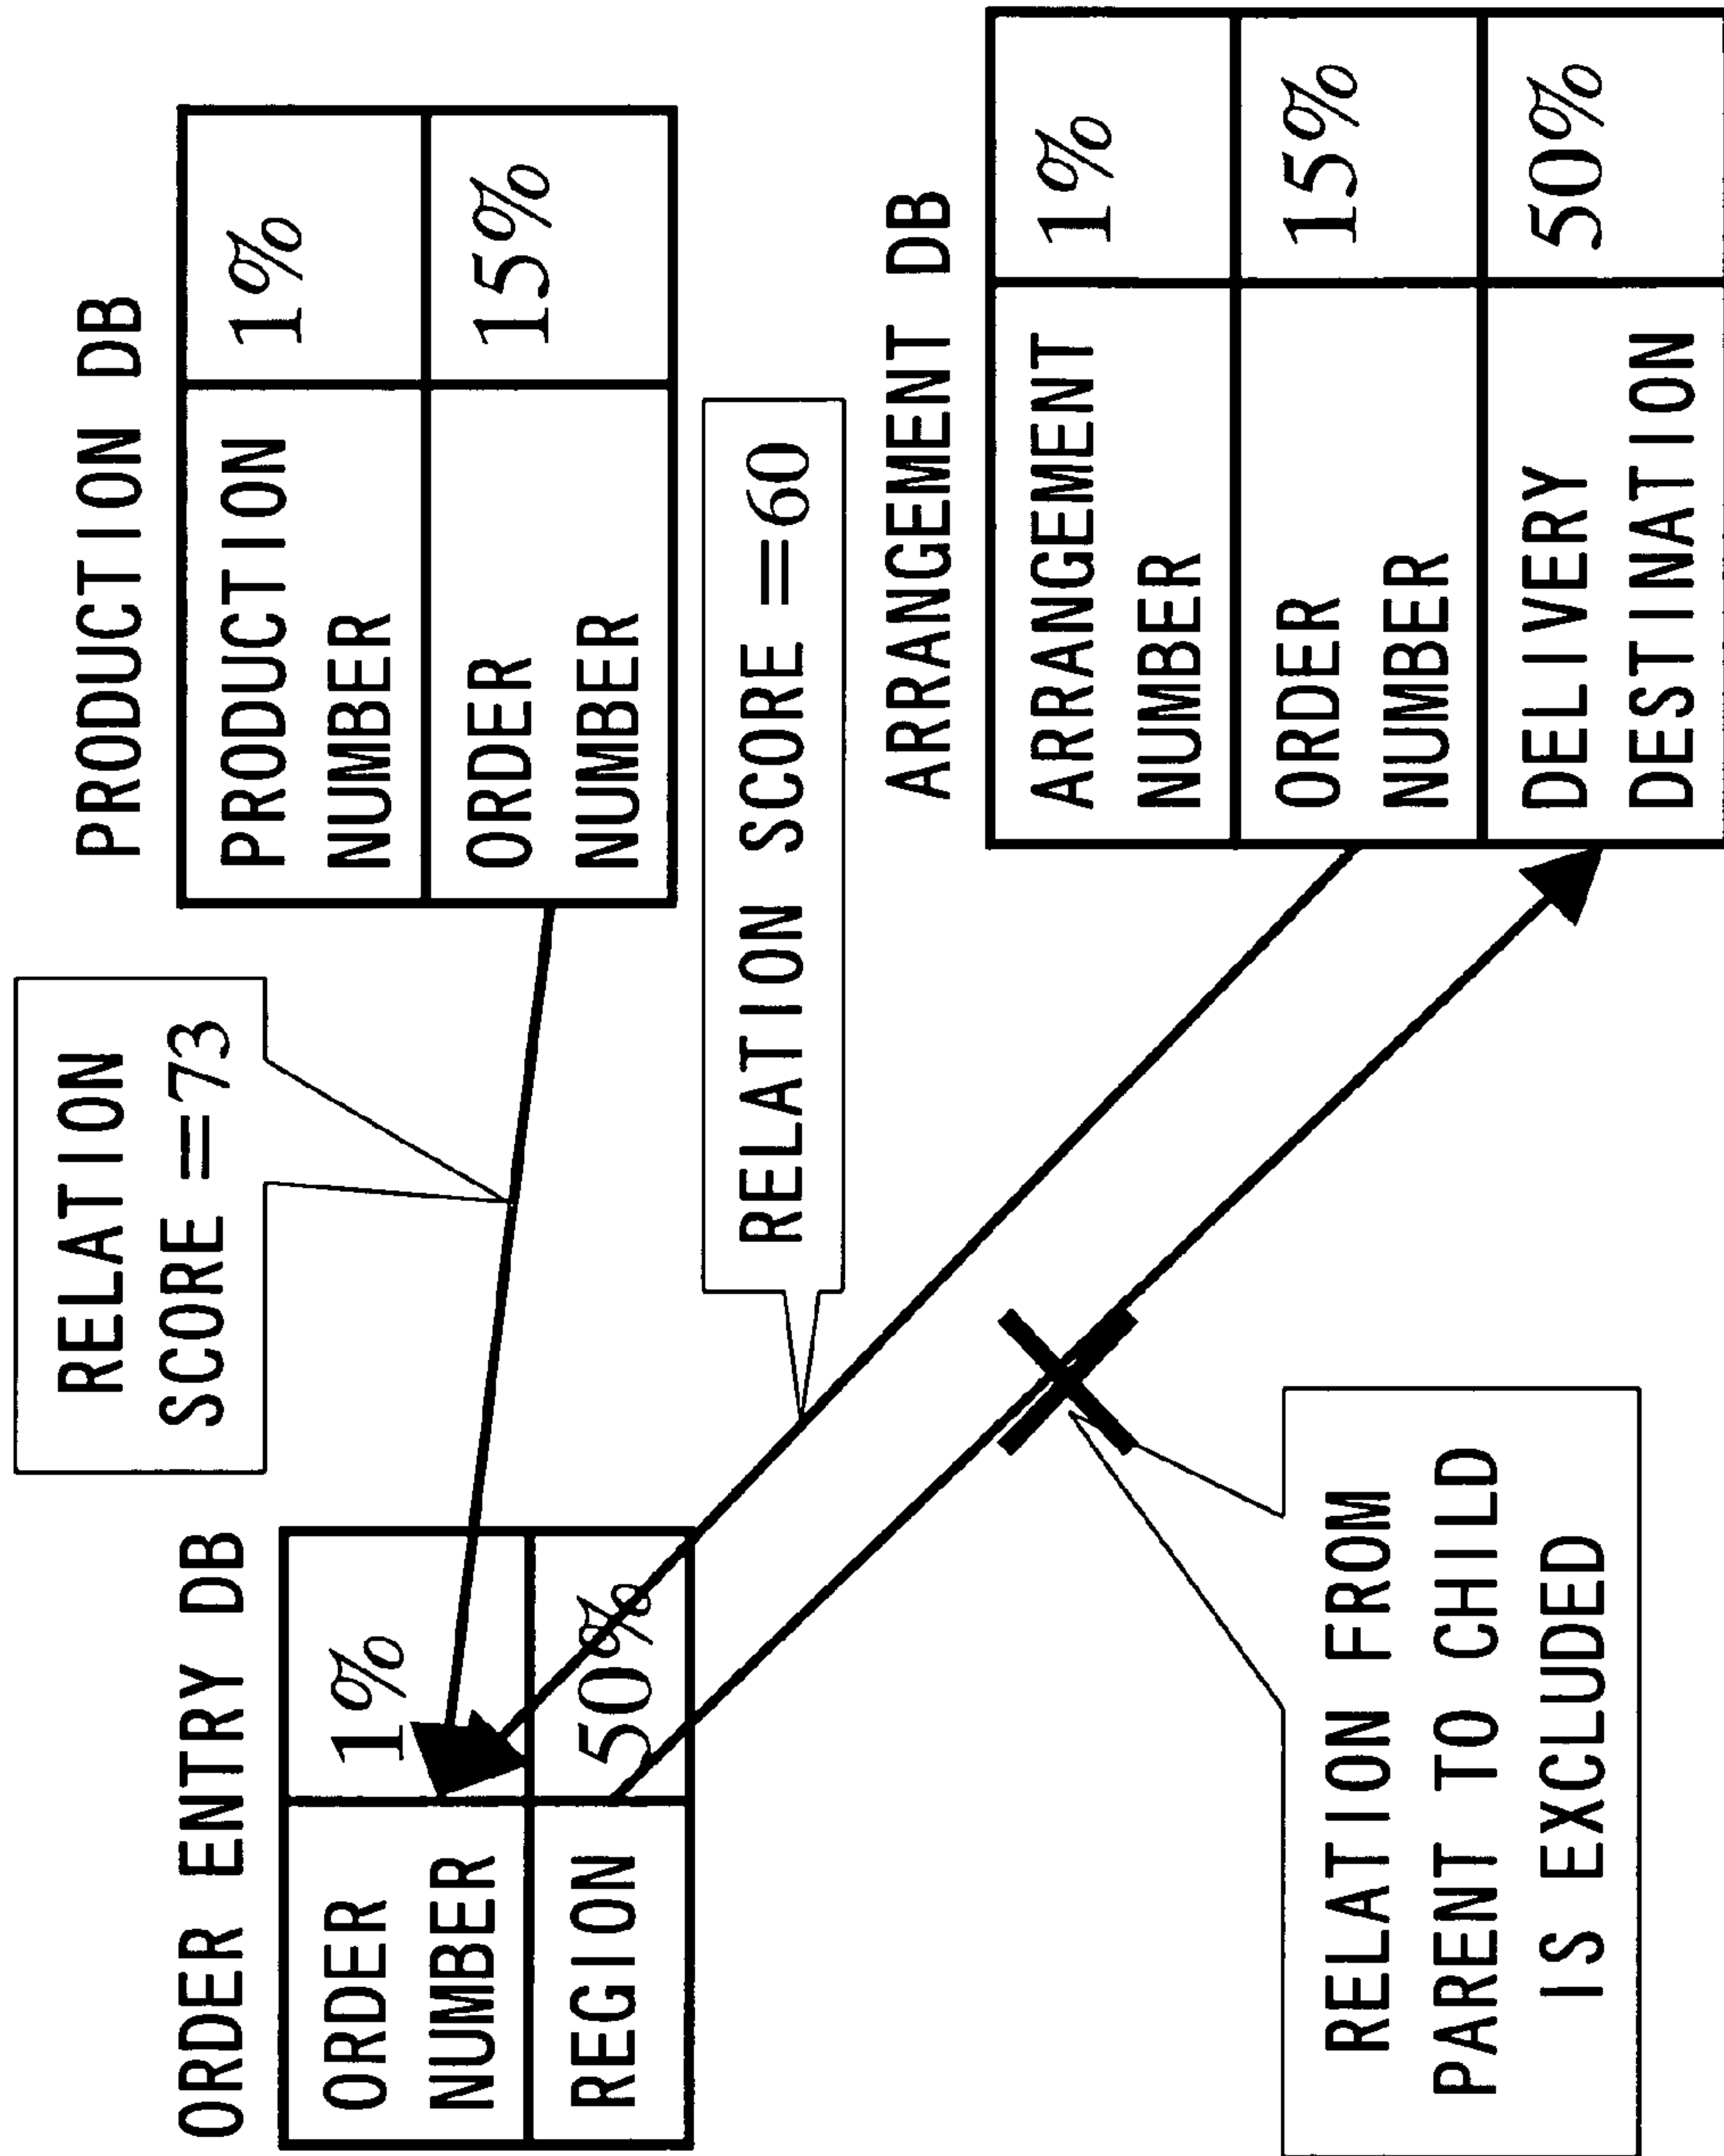 ORDER ENTRY DB
ORDER
NUMBER
1%
REGION
50%
RELATION
SCORE =73
PRODUCTION DB
PRODUCTION
NUMBER
1%
ORDER
NUMBER
15%
RELATION SCORE =60
ARRANGEMENT DB
ARRANGEMENT
NUMBER
1%
ORDER
NUMBER
15%
DELIVERY
DESTINATION
50%
RELATION FROM
PARENT TO CHILD
IS EXCLUDED